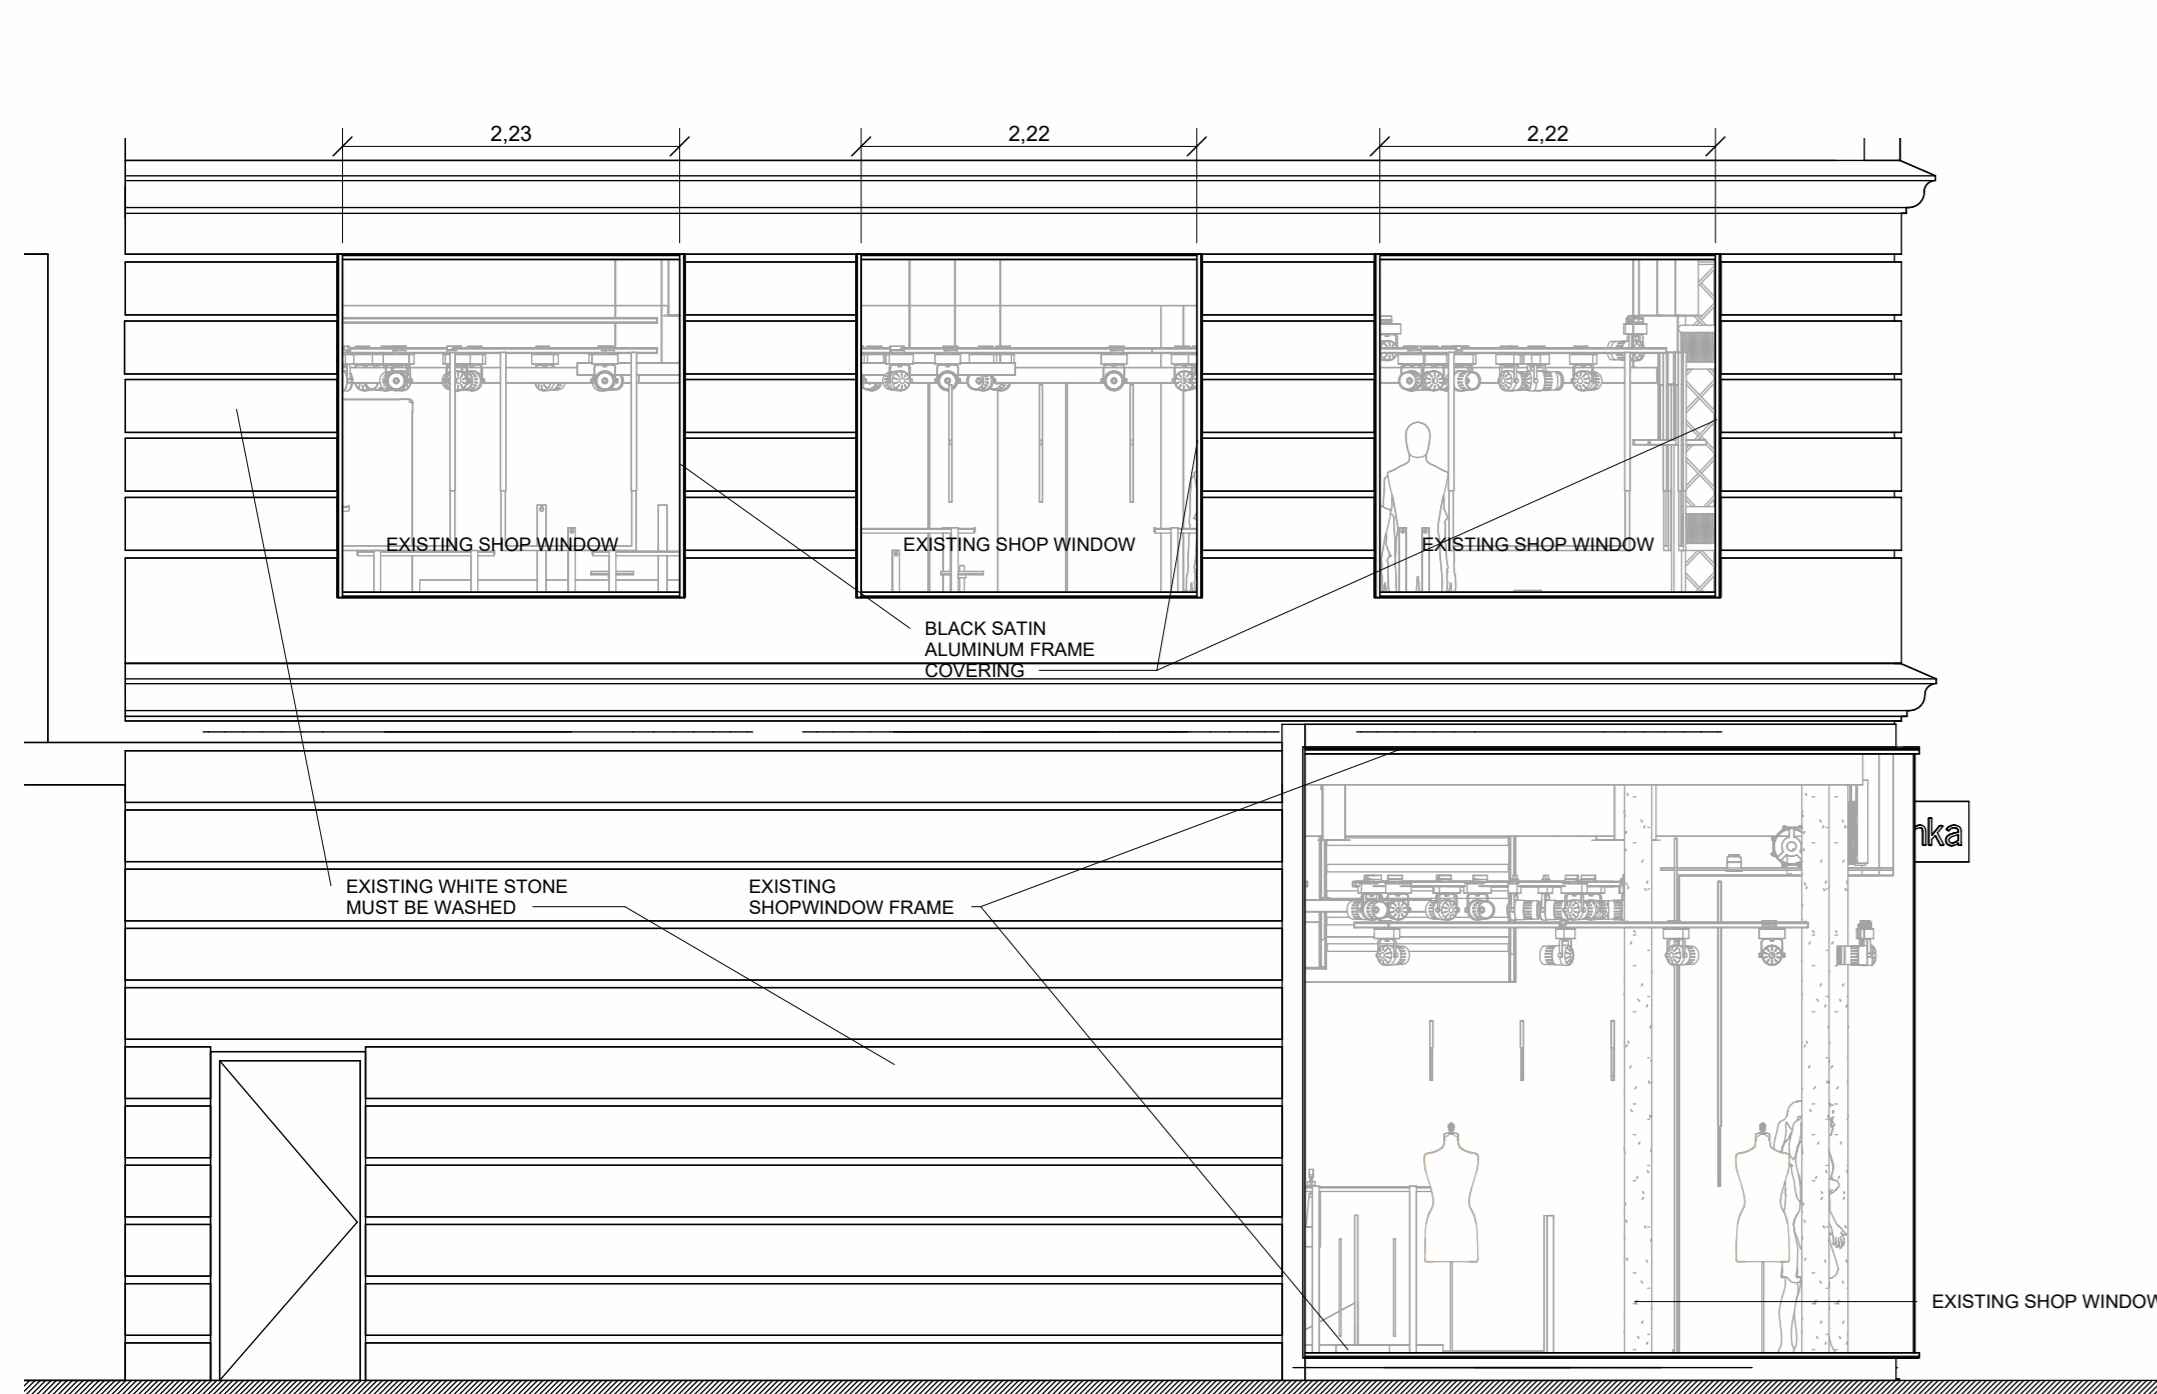 2,23
2,22
2,22
EXISTING SHOP WINDOW
EXISTING SHOP WINDOW
EXISTING SHOP WINDOW
BLACK SATIN
ALUMINUM FRAME
COVERING
EXISTING WHITE STONE
MUST BE WASHED
EXISTING
SHOPWINDOW FRAME
nka
EXISTING SHOP WINDOW